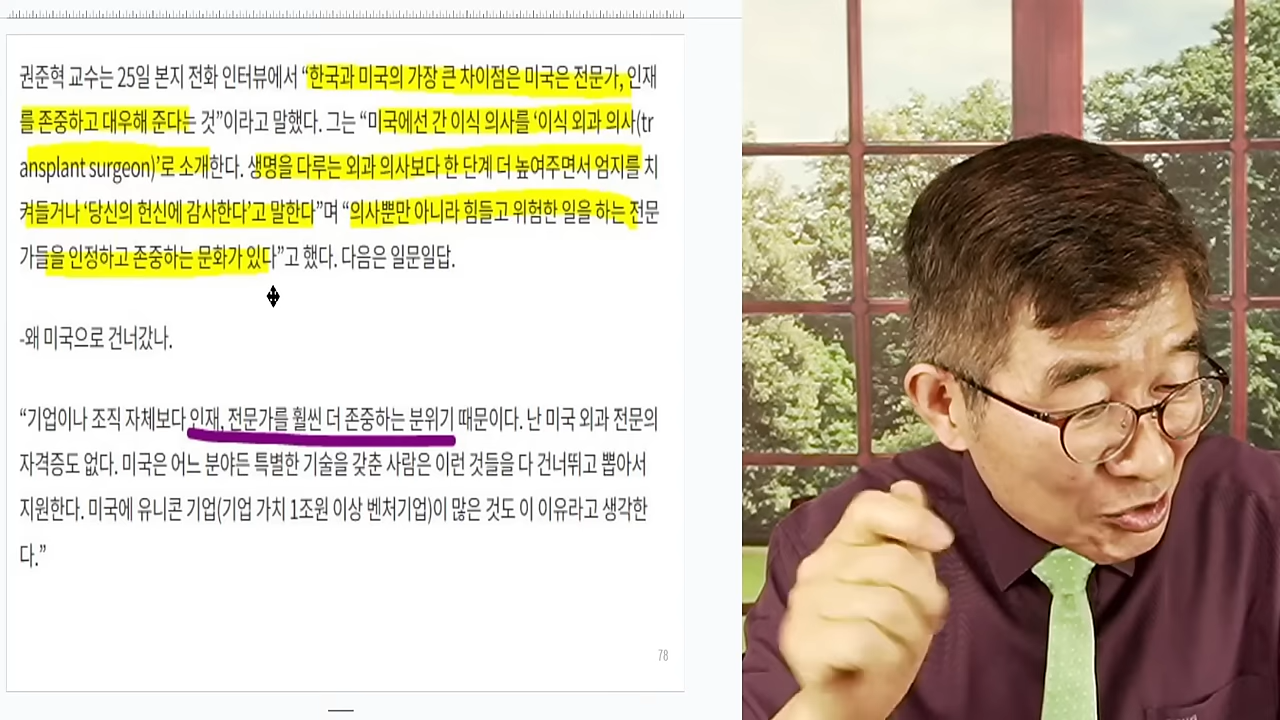 권준혁 교수는 25일 본지 전화 인터뷰에서 “한국과 미국의 가장 큰 차이점은 미국은 전문가, 인재
를 존중하고 대우해 준다는 것”이라고 말했다. 그는 “미국에선 간 이식 의사를 ‘이식 외과 의사(tr
ansplant surgeon)’로 소개한다. 생명을 다루는 외과 의사보다 한 단계 더 높여주면서 엄지를 치
켜들거나 ‘당신의 헌신에 감사한다’고 말한다”며 “의사뿐만 아니라 힘들고 위험한 일을 하는 전문
가들을 인정하고 존중하는 문화가 있다”고 했다. 다음은 일문일답.
-왜 미국으로 건너갔나.
“기업이나 조직 자체보다 인재, 전문가를 훨씬 더 존중하는 분위기 때문이다. 난 미국 외과 전문의
자격증도 없다. 미국은 어느 분야든 특별한 기술을 갖춘 사람은 이런 것들을 다 건너뛰고 뽑아서
지원한다. 미국에 유니콘 기업(기업 가치 1조원 이상 벤처기업)이 많은 것도 이 이유라고 생각한
다.”
78